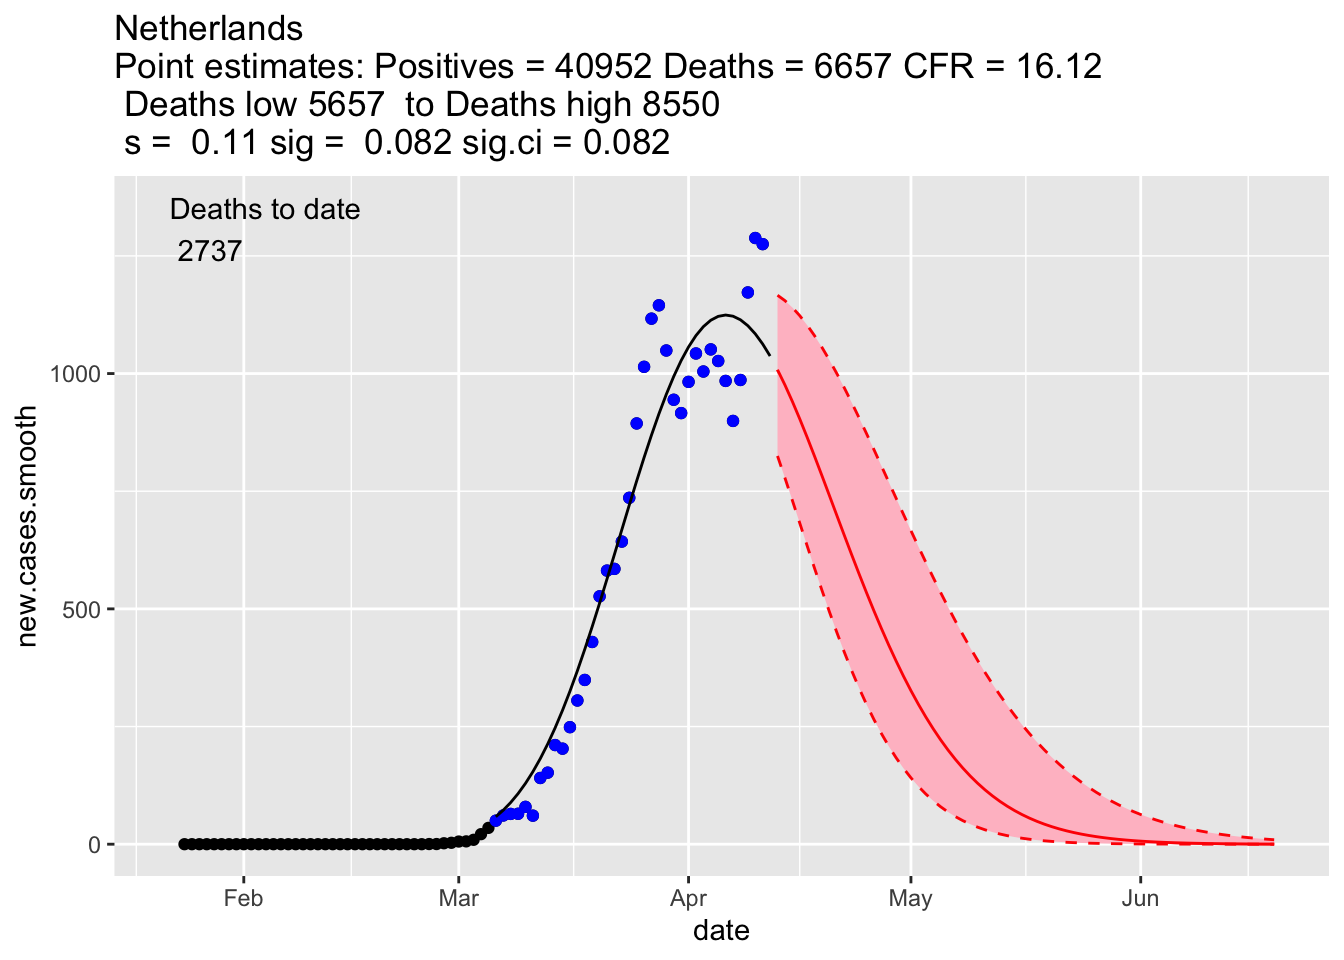 Netherlands
Point estimates: Positives = 40952 Deaths = 6657 CFR = 16.12
Deaths low 5657  to Deaths high 8550
s =  0.11 sig =  0.082 sig.ci = 0.082
Deaths to date
2737
1000
500
0
new.cases.smooth
Feb Mar Apr May Jun
date